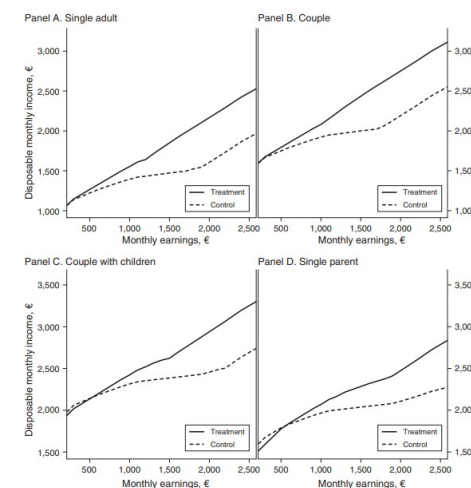 Panel A. Single adult
Disposable monthly income, €
3,000
2,500
2,000
1,500
1,000
Treatment
Control
500 1,000 1,500 2,000 2,500
Monthly earnings, €
Panel B. Couple
3,000
2,500
2,000
1,500
1,000
Treatment
Control
500 1,000 1,500 2,000 2,500
Monthly earnings, €
Panel C. Couple with children
Disposable monthly income, €
3,500
3,000
2,500
2,000
1,500
Treatment
Control
500 1,000 1,500 2,000 2,500
Monthly earnings, €
Panel D. Single parent
3,50
3,00
2,50
2,00
1,50
Treatment
Control
500 1,000 1,500 2,000 2,500
Monthly earnings, €